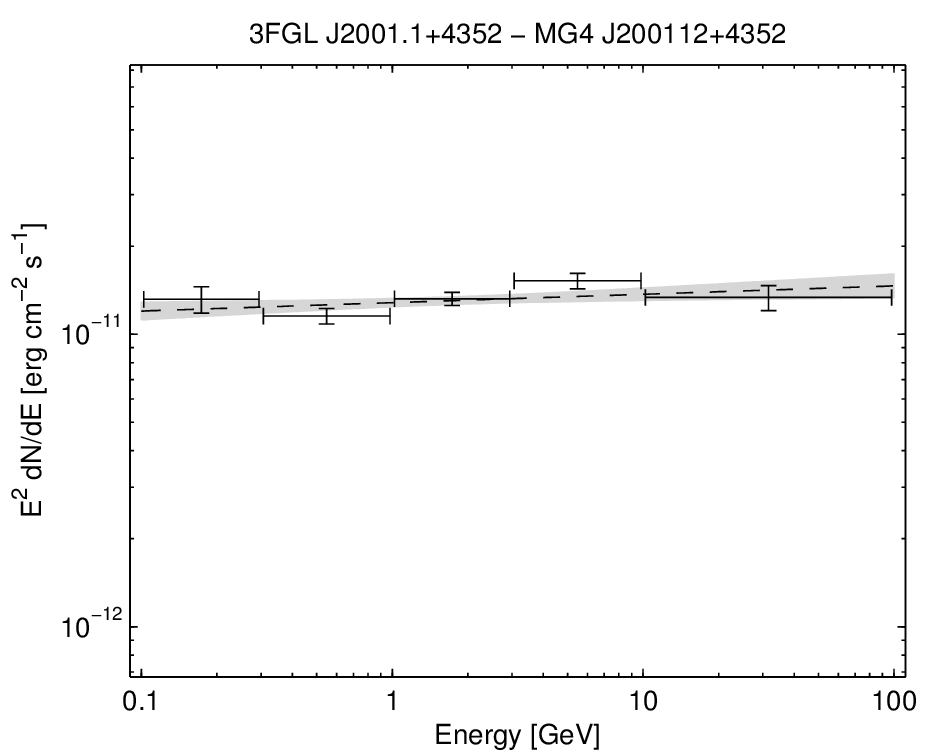 3FGL J2001.1+4352 − MG4 J200112+4352
E² dN/dE [erg cm⁻² s⁻¹]
10⁻¹¹
10⁻¹²
0.1 1 10 100
Energy [GeV]